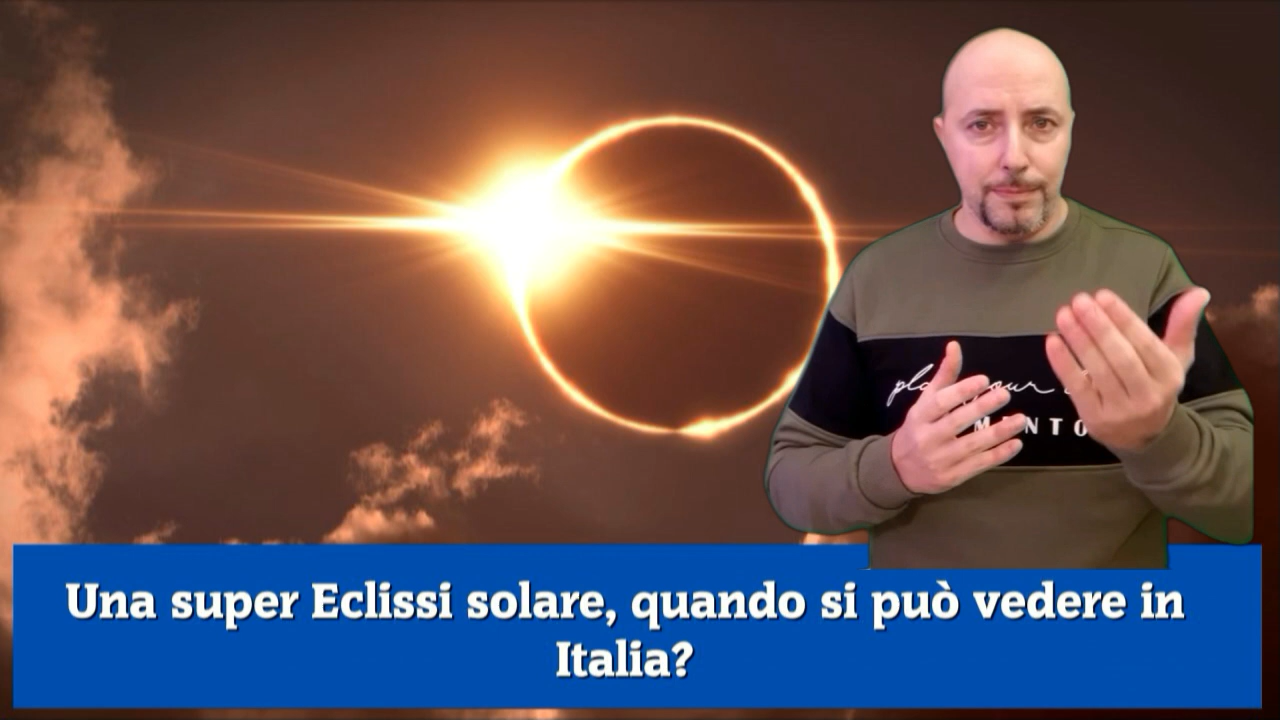 Una super Eclissi solare, quando si può vedere in
Italia?